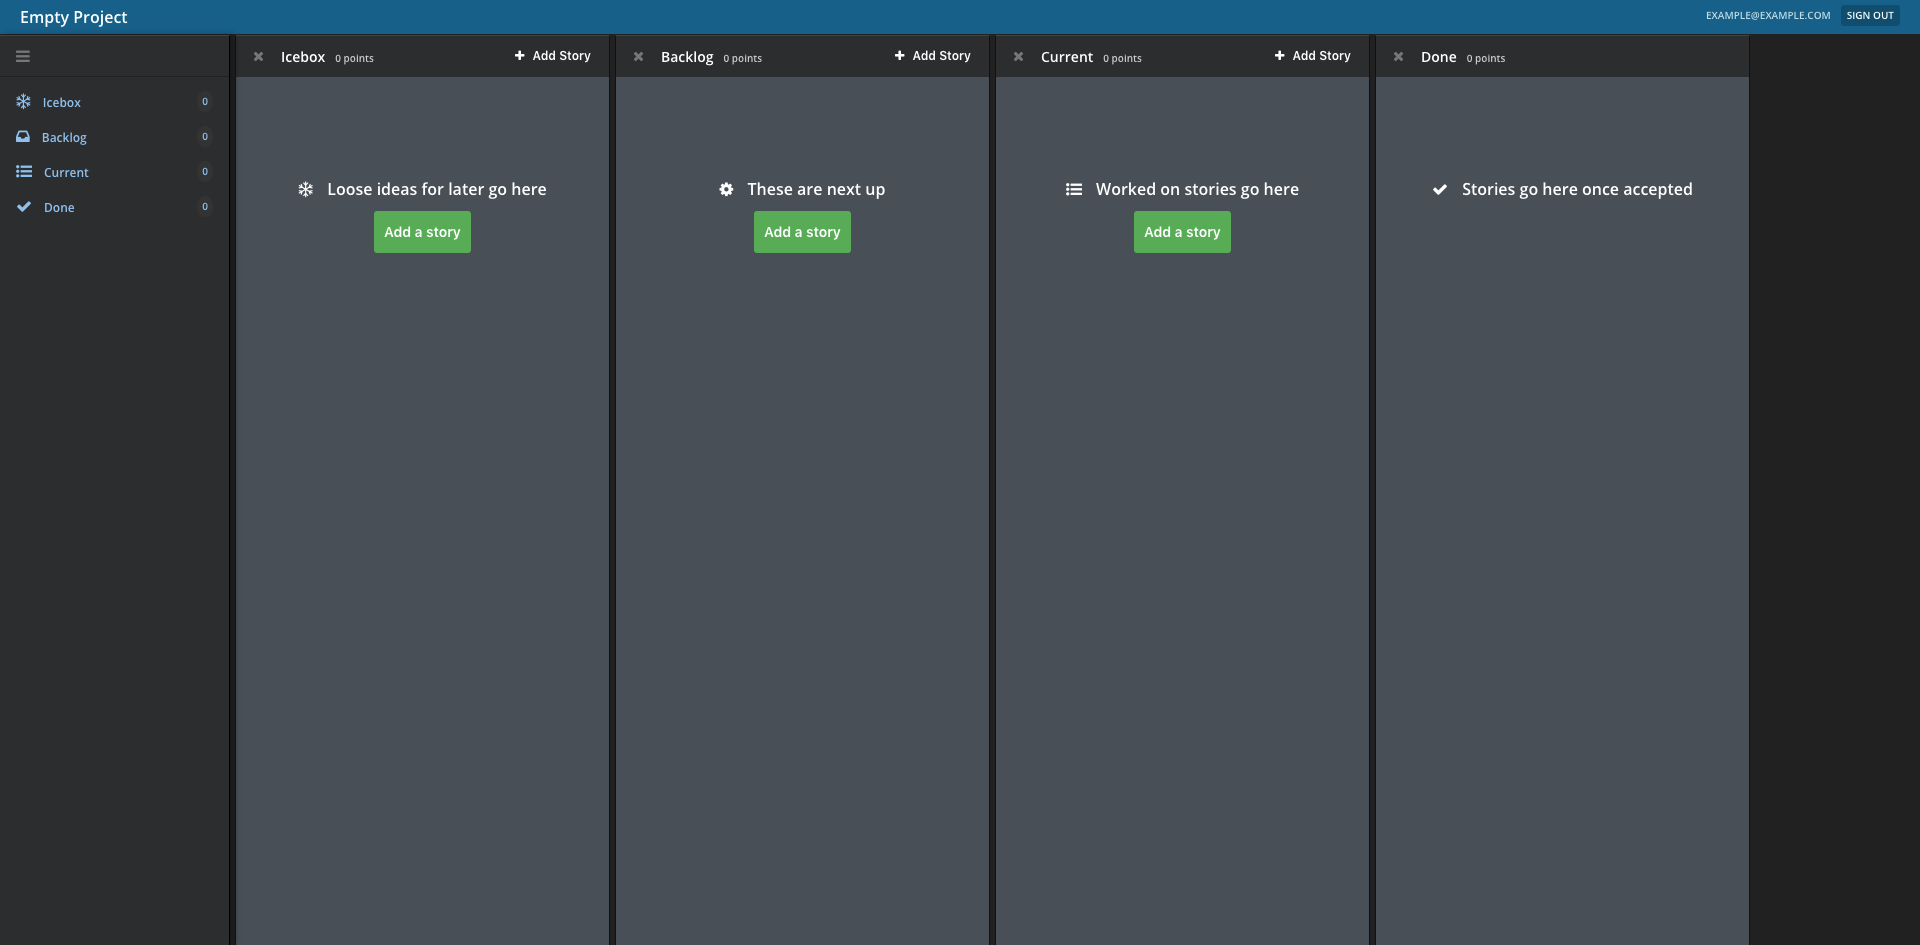 Empty Project
EXAMPLE@EXAMPLE.COM SIGN OUT
Icebox 0
Backlog 0
Current 0
Done 0
Icebox 0 points Add Story
Loose ideas for later go here
Add a story
Backlog 0 points Add Story
These are next up
Add a story
Current 0 points Add Story
Worked on stories go here
Add a story
Done 0 points
Stories go here once accepted